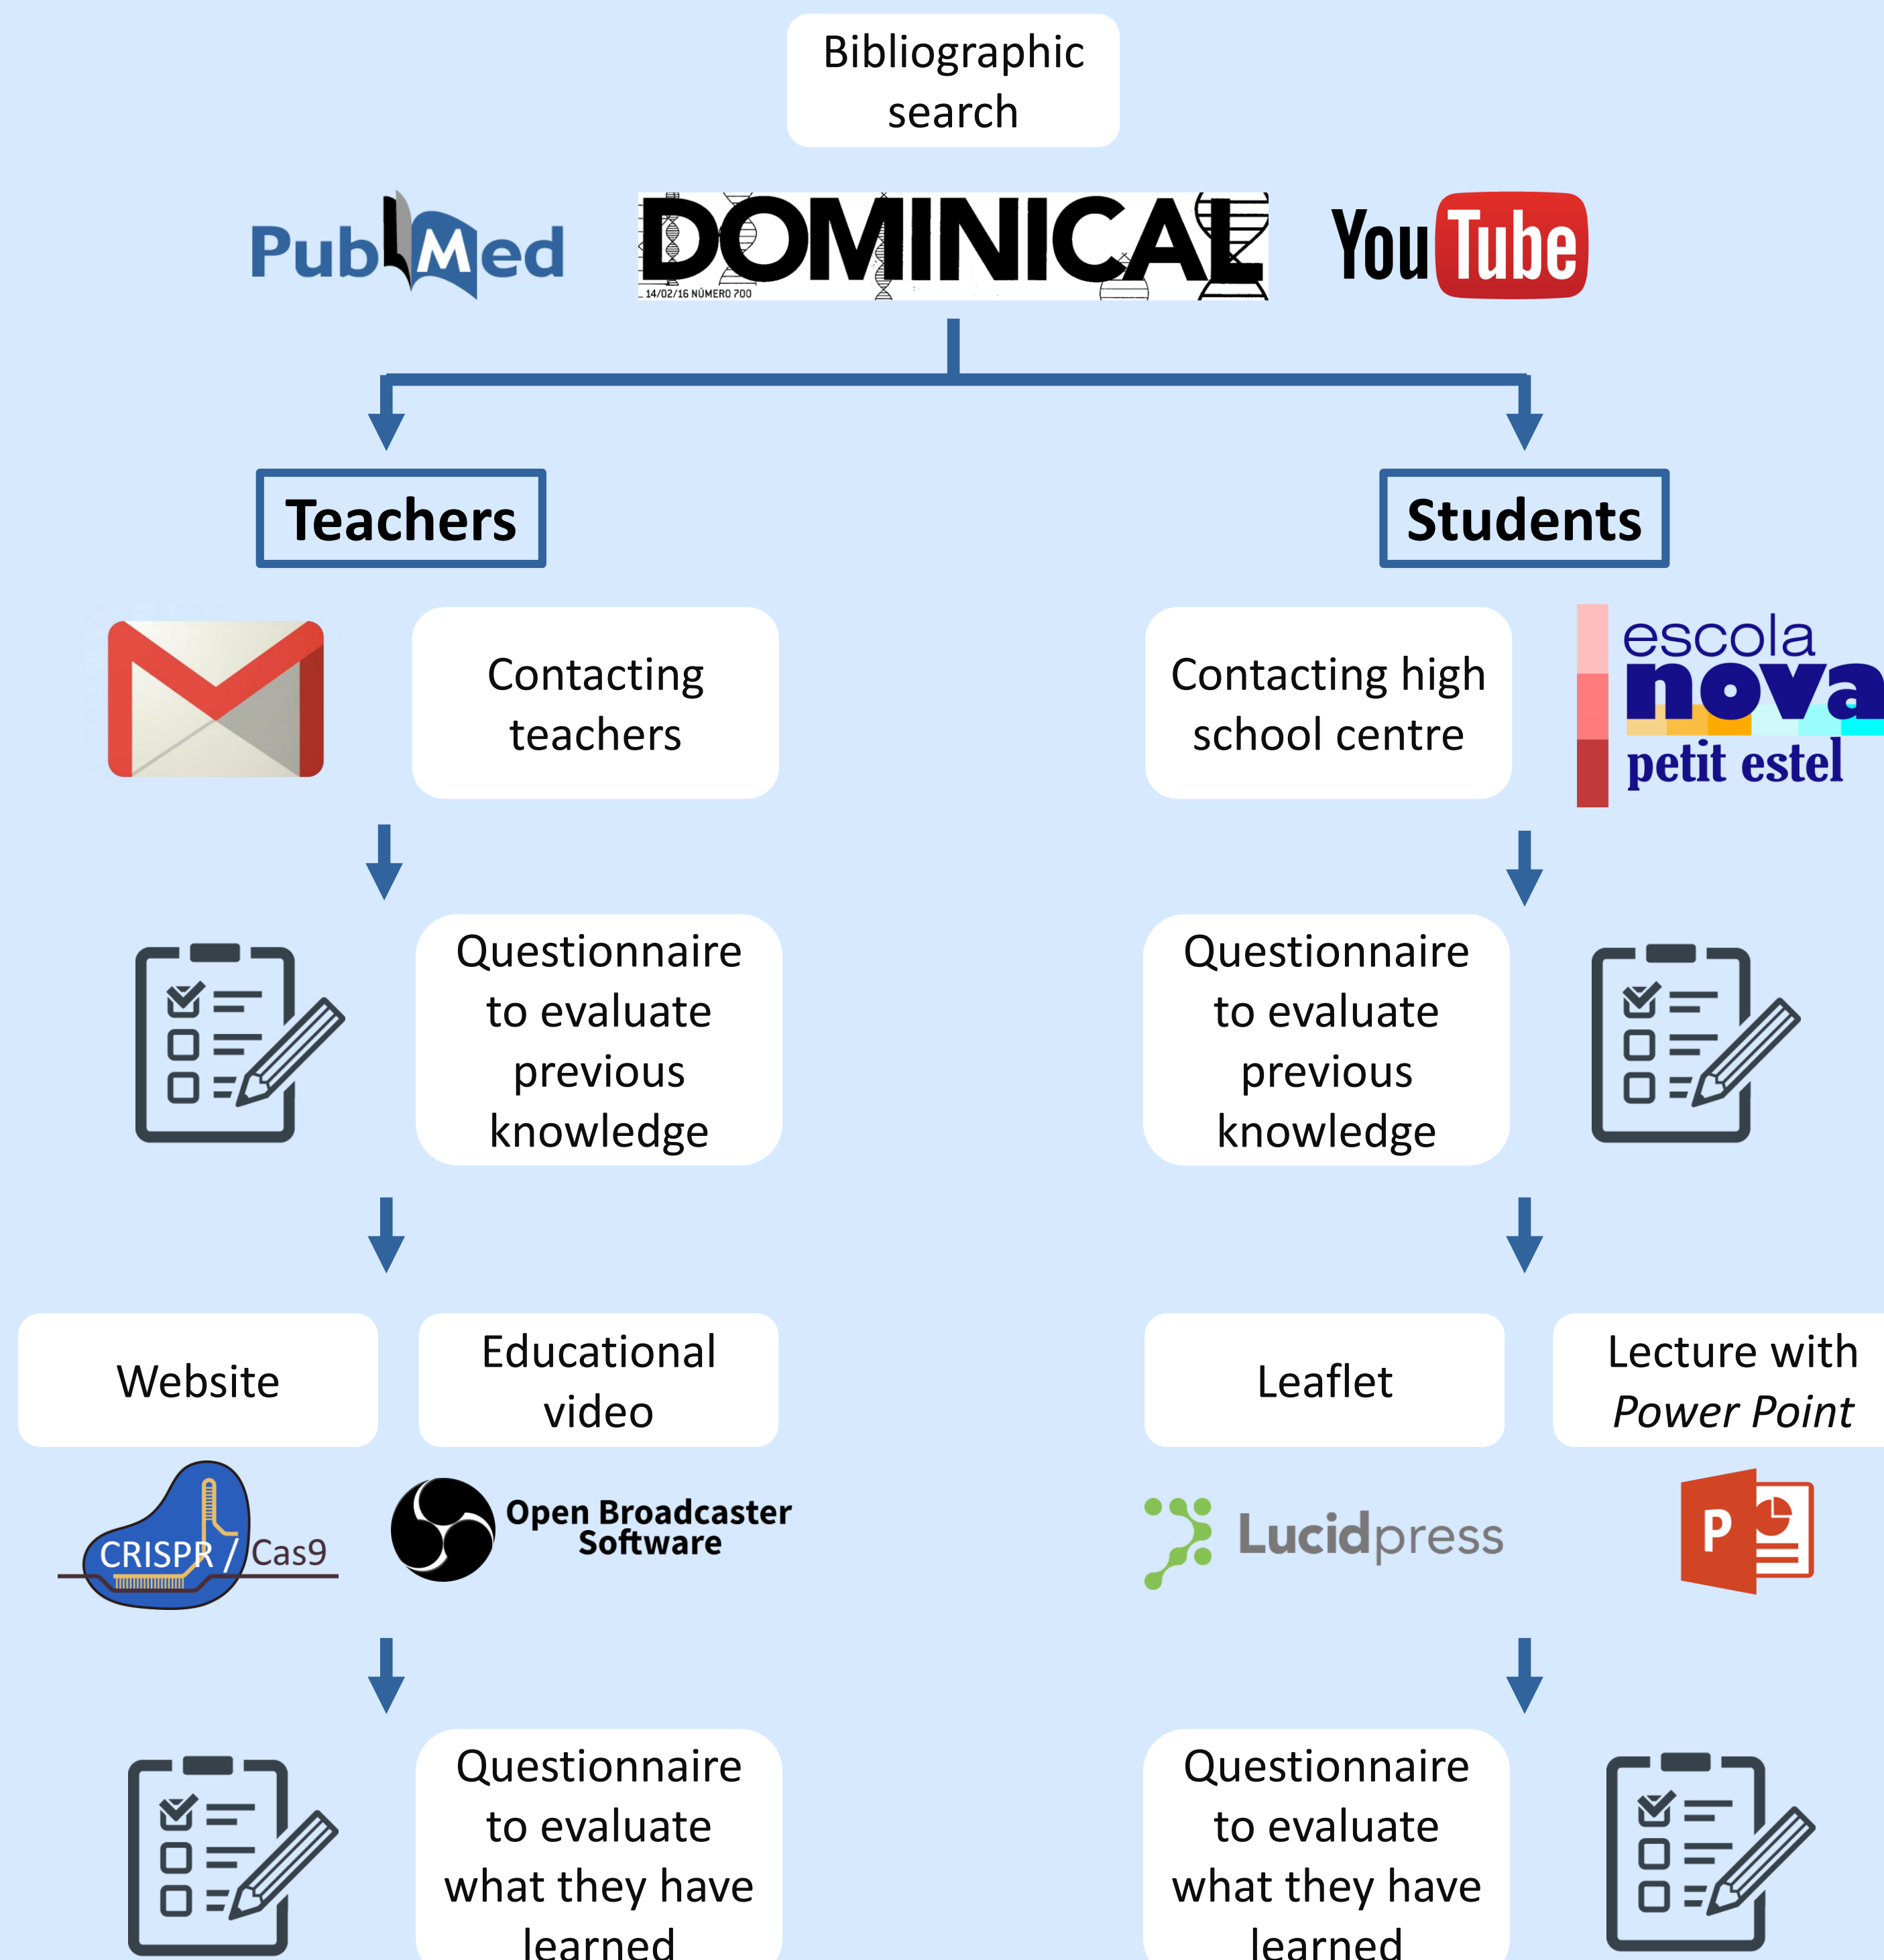 Bibliographic
search
PubMed
DOMINICAL
14/02/16 NÚMERO 700
YouTube
Teachers
Students
Contacting
teachers
Contacting high
school centre
escola
nova
petit estel
Questionnaire
to evaluate
previous
knowledge
Questionnaire
to evaluate
previous
knowledge
Website
Educational
video
Leaflet
Lecture with
Power Point
CRISPR / Cas9
Open Broadcaster
Software
Lucidpress
P
Questionnaire
to evaluate
what they have
learned
Questionnaire
to evaluate
what they have
learned